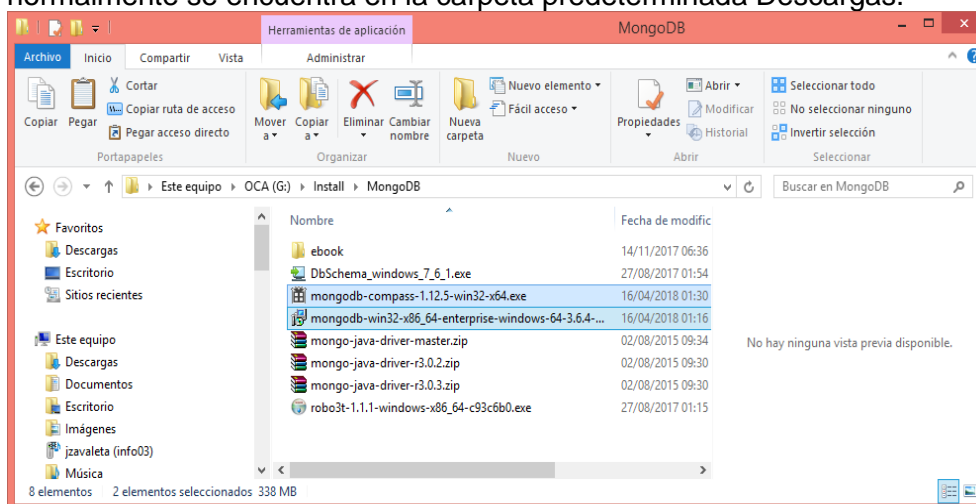 normalmente se encuentra en la carpeta predeterminada Descargas.
Herramientas de aplicación MongoDB
Archivo Inicio Compartir Vista Administrar
Copiar
Pegar
Cortar
Copiar ruta de acceso
Pegar acceso directo
Portapapeles
Mover a
Copiar a
Eliminar
Cambiar nombre
Organizar
Nueva carpeta
Nuevo elemento
Fácil acceso
Nuevo
Propiedades
Abrir
Modificar
Historial
Abrir
Seleccionar todo
No seleccionar ninguno
Invertir selección
Seleccionar
Este equipo OCA (G:) Install MongoDB
Buscar en MongoDB
Favoritos
Descargas
Escritorio
Sitios recientes
Este equipo
Descargas
Documentos
Escritorio
Imágenes
jzavaleta (info03)
Música
Nombre Fecha de modific
ebook 14/11/2017 06:36
DbSchema_windows_7_6_1.exe 27/08/2017 01:54
mongodb-compass-1.12.5-win32-x64.exe 16/04/2018 01:30
mongodb-win32-x86_64-enterprise-windows-64-3.6.4-... 16/04/2018 01:16
mongo-java-driver-master.zip 02/08/2015 09:34
mongo-java-driver-r3.0.2.zip 02/08/2015 09:30
mongo-java-driver-r3.0.3.zip 02/08/2015 09:30
robo3t-1.1.1-windows-x86_64-c93c6b0.exe 27/08/2017 01:15
No hay ninguna vista previa disponible.
8 elementos 2 elementos seleccionados 338 MB